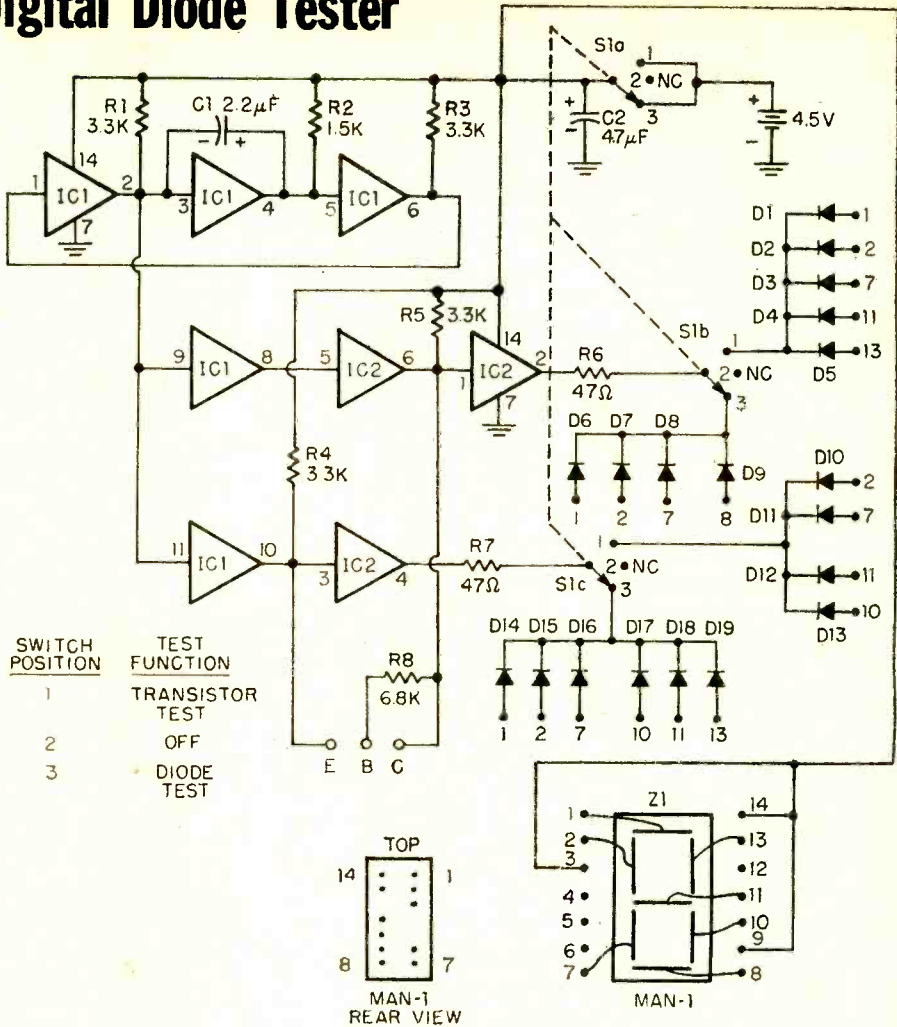 Digital Diode Tester
S1a
1
2
NC
3
R1
3.3K
C1 2.2µF
R2
1.5K
R3
3.3K
+
C2
47µF
-
+
4.5V
-
14
1
IC1
2
7
- +
3
IC1
4
5
IC1
6
D1
1
D2
2
D3
7
D4
11
13
D5
R5
3.3K
S1b
1
2
NC
3
9
IC1
8
5
IC2
6
14
1
IC2
2
7
R6
47Ω
R4
3.3K
D6
D7
D8
D9
1
2
7
8
D10
2
D11
7
D12
11
10
D13
11
IC1
10
3
IC2
4
R7
47Ω
1
2
NC
3
S1c
D14
D15
D16
D17
D18
D19
1
2
7
10
11
13
R8
6.8K
E
B
C
SWITCH POSITION
TEST FUNCTION
1
TRANSISTOR TEST
2
OFF
3
DIODE TEST
TOP
14
1
8
7
MAN-1
REAR VIEW
Z1
1
2
3
4
5
6
7
14
13
12
11
10
9
8
MAN-1